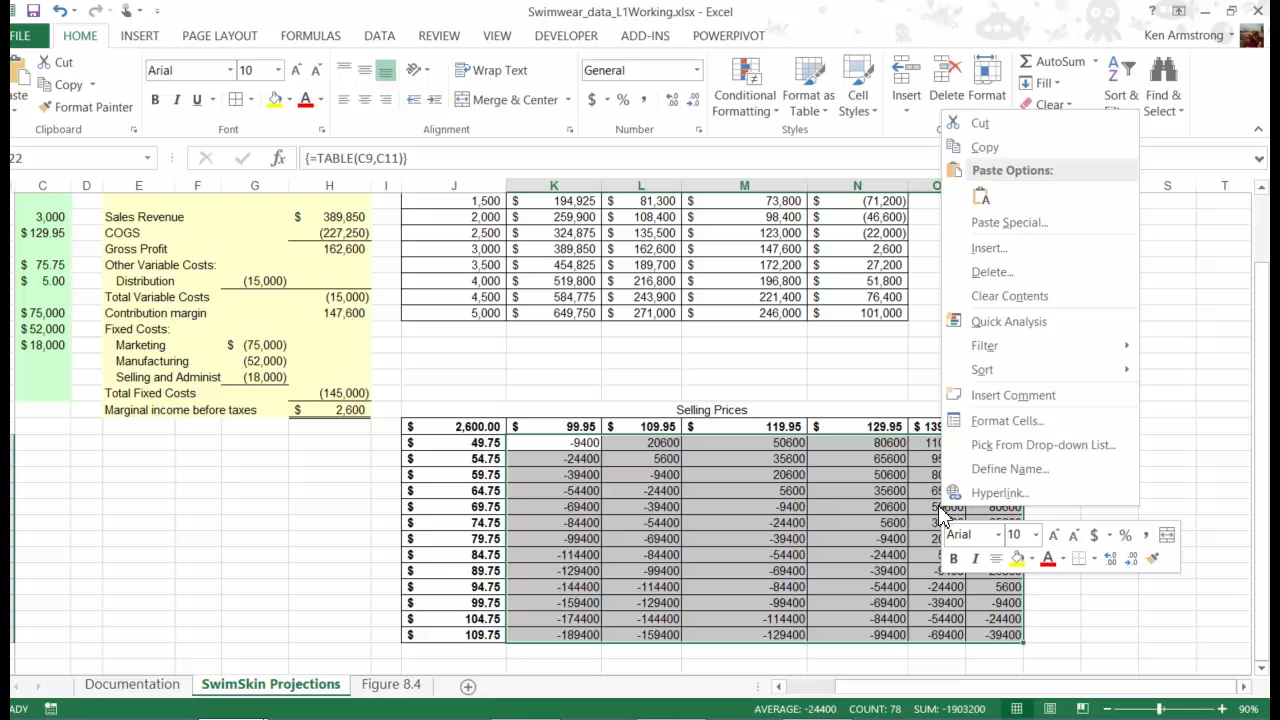 Swimwear_data_L1Working.xlsx - Excel
FILE HOME INSERT PAGE LAYOUT FORMULAS DATA REVIEW VIEW DEVELOPER ADD-INS POWERPIVOT Ken Armstrong
Cut Arial 10 Wrap Text General AutoSum
Copy Fill
Format Painter Merge & Center Conditional Formatting Format as Table Cell Styles Insert Delete Format Clear Sort & Filter Find & Select
Clipboard Font Alignment Number Styles
22 {=TABLE(C9,C11)}
C D E F G H I J K L M N O S T
1,500 $ 194,925 $ 81,300 $ 73,800 $ (71,200)
3,000 Sales Revenue $ 389,850 2,000 $ 259,900 $ 108,400 $ 98,400 $ (46,600)
$ 129.95 COGS (227,250) 2,500 $ 324,875 $ 135,500 $ 123,000 $ (22,000)
Gross Profit 162,600 3,000 $ 389,850 $ 162,600 $ 147,600 $ 2,600
$ 75.75 Other Variable Costs: 3,500 $ 454,825 $ 189,700 $ 172,200 $ 27,200
$ 5.00 Distribution (15,000) 4,000 $ 519,800 $ 216,800 $ 196,800 $ 51,800
Total Variable Costs (15,000) 4,500 $ 584,775 $ 243,900 $ 221,400 $ 76,400
$75,000 Contribution margin 147,600 5,000 $ 649,750 $ 271,000 $ 246,000 $ 101,000
$52,000 Fixed Costs:
$18,000 Marketing $ (75,000)
Manufacturing (52,000)
Selling and Administ (18,000)
Total Fixed Costs (145,000)
Marginal income before taxes $ 2,600 Selling Prices
$ 2,600.00 $ 99.95 $ 109.95 $ 119.95 $ 129.95 $ 139
$ 49.75 -9400 20600 50600 80600
$ 54.75 -24400 5600 35600 65600
$ 59.75 -39400 -9400 20600 50600
$ 64.75 -54400 -24400 5600 35600
$ 69.75 -69400 -39400 -9400 20600 80600
$ 74.75 -84400 -54400 -24400 5600
$ 79.75 -99400 -69400 -39400 -9400
$ 84.75 -114400 -84400 -54400 -24400
$ 89.75 -129400 -99400 -69400 -39400
$ 94.75 -144400 -114400 -84400 -54400 -24400 5600
$ 99.75 -159400 -129400 -99400 -69400 -39400 -9400
$ 104.75 -174400 -144400 -114400 -84400 -54400 -24400
$ 109.75 -189400 -159400 -129400 -99400 -69400 -39400
Cut
Copy
Paste Options:
Paste Special...
Insert...
Delete...
Clear Contents
Quick Analysis
Filter
Sort
Insert Comment
Format Cells...
Pick From Drop-down List...
Define Name...
Hyperlink...
Arial 10 $ % ,
B I A
Documentation SwimSkin Projections Figure 8.4
AVERAGE: -24400 COUNT: 78 SUM: -1903200 90%